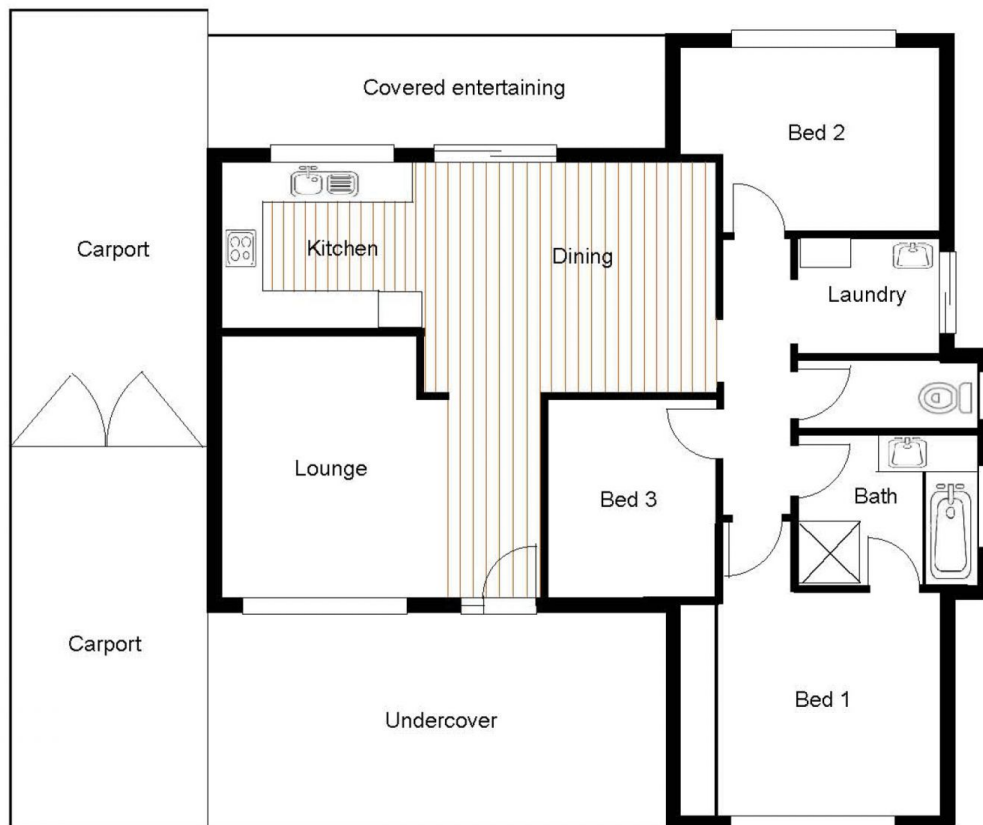 Covered entertaining
Bed 2
Carport
Kitchen
Dining
Laundry
Lounge
Bed 3
Bath
Carport
Undercover
Bed 1